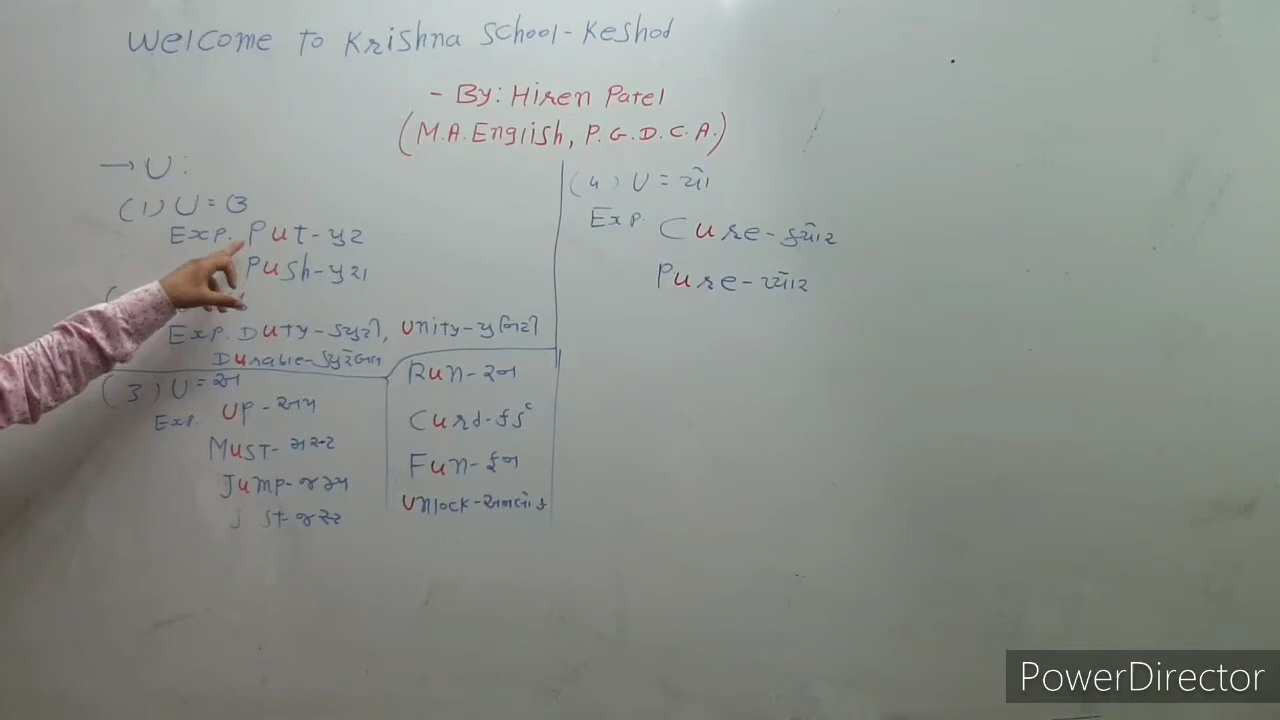 Welcome to Krishna School-Keshod
- By: Hiren Patel
(M.A. English, P.G.D.C.A.)
→ U:
(1) U = ઉ
Exp. Put-પુટ
Push-પુશ
Exp. Duty-ડ્યુટી, Unity-યુનિટી
Durable-ડ્યુરેબલ
(3) U = અ
Exp. Up-અપ
Must-મસ્ટ
Jump-જમ્પ
J st-જસ્ટ
Run-રન
Curd-કર્ડ
Fun-ફન
Unlock-અનલોક
(4) U = યો
Exp. Cure-ક્યોર
Pure-પ્યોર
PowerDirector